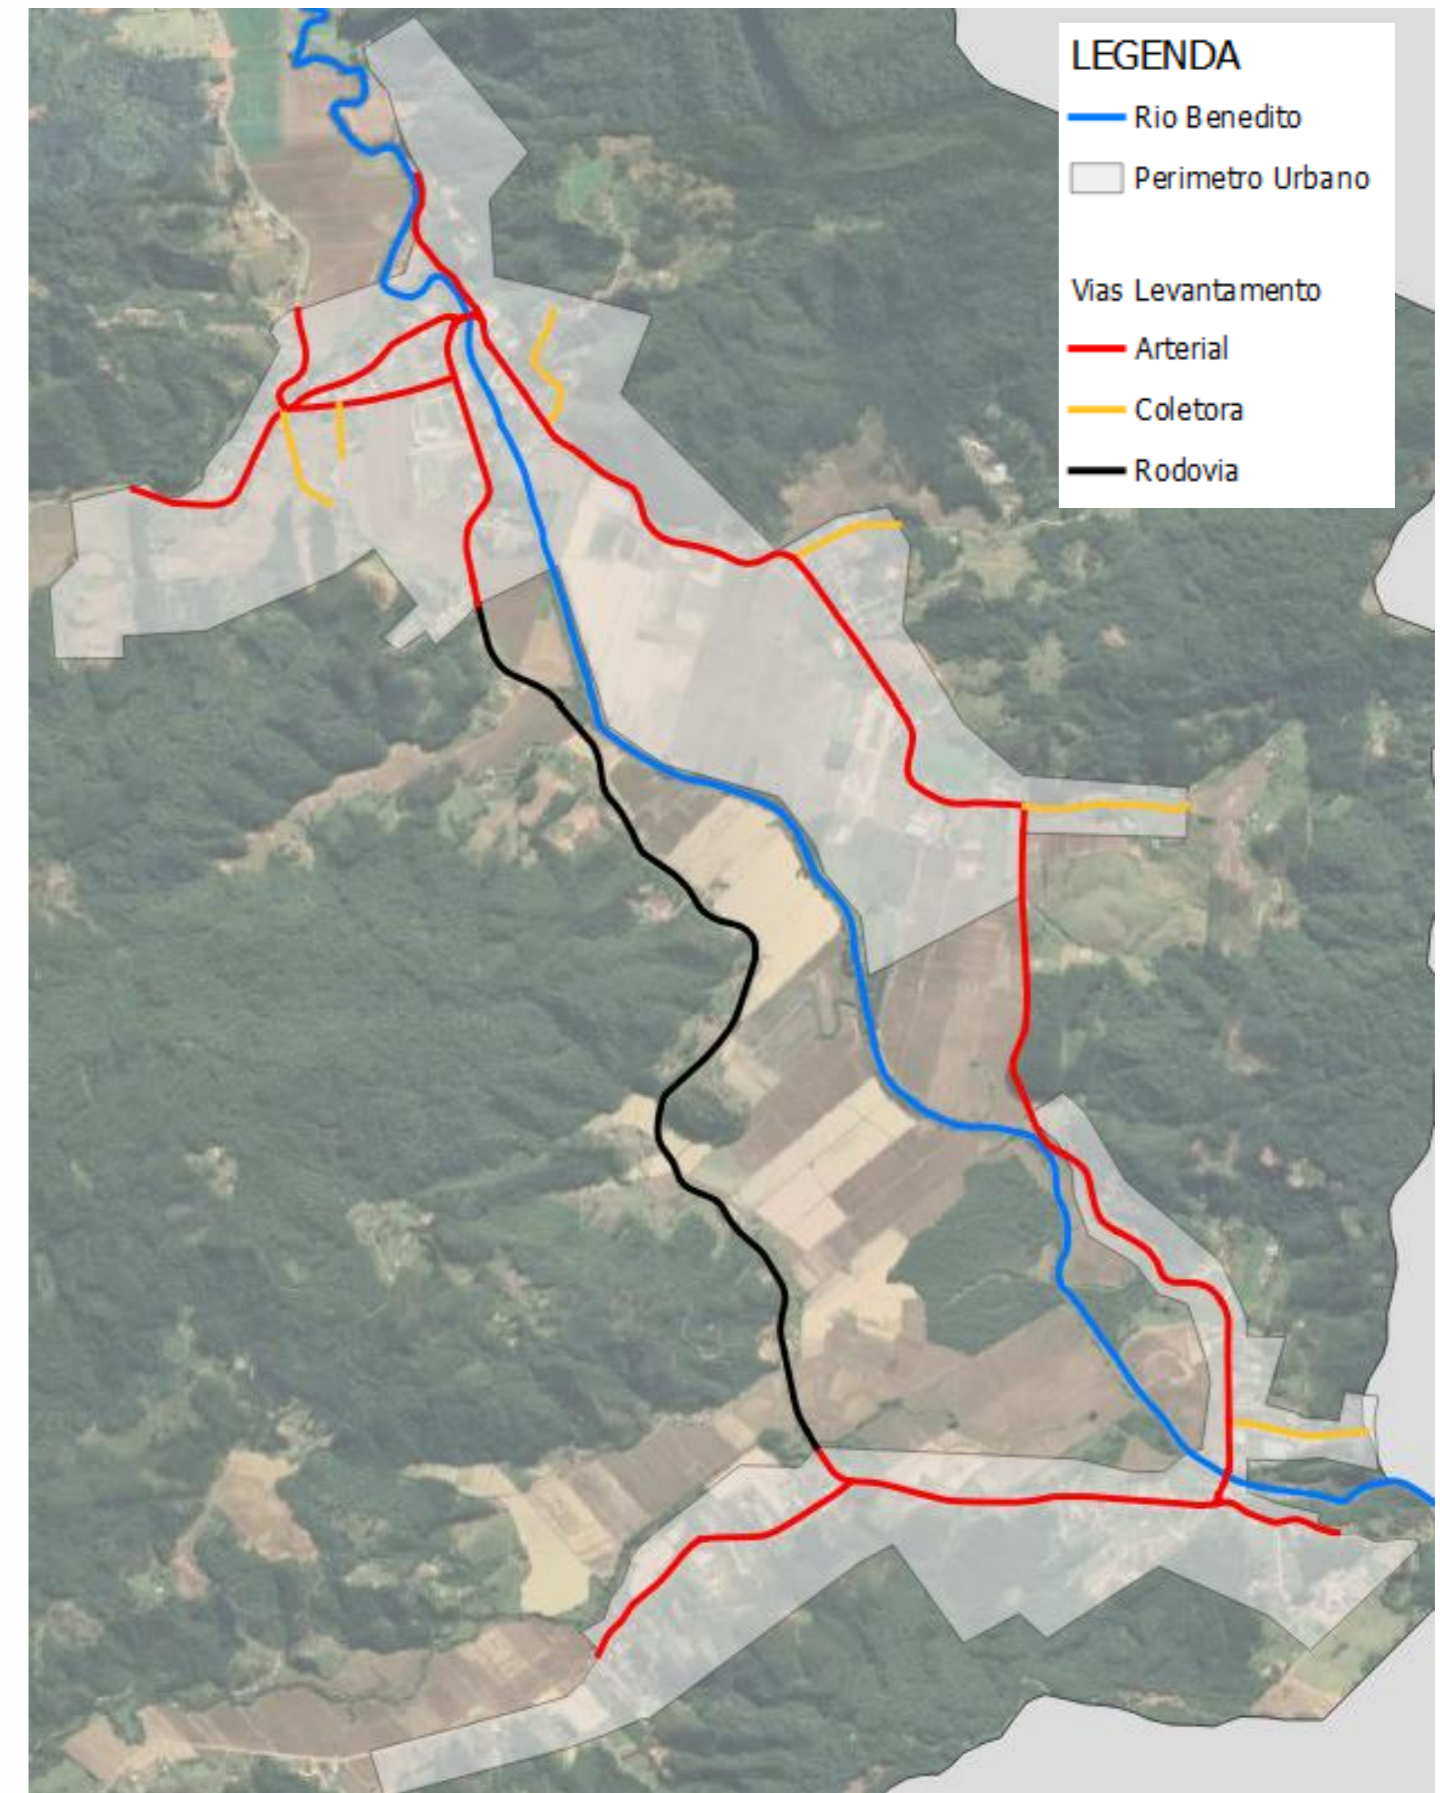 LEGENDA
Rio Benedito
Perimetro Urbano
Vias Levantamento
Arterial
Coletora
Rodovia